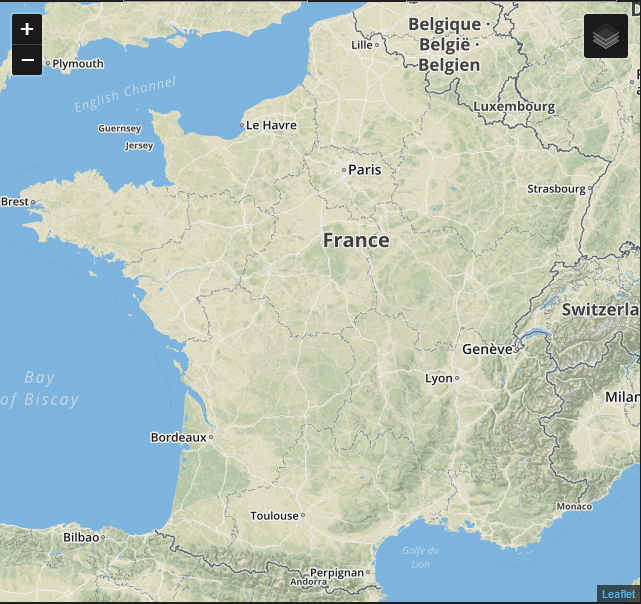 +
−
Belgique ·
België ·
Belgien
Lille
Plymouth
English Channel
Luxembourg
Guernsey
Le Havre
Jersey
Paris
Strasbourg
Brest
France
Switzerla
Genève
Lyon
Bay
of Biscay
Milan
Bordeaux
Monaco
Toulouse
Bilbao
Golfe du
Lion
Perpignan
Andorra
Leaflet